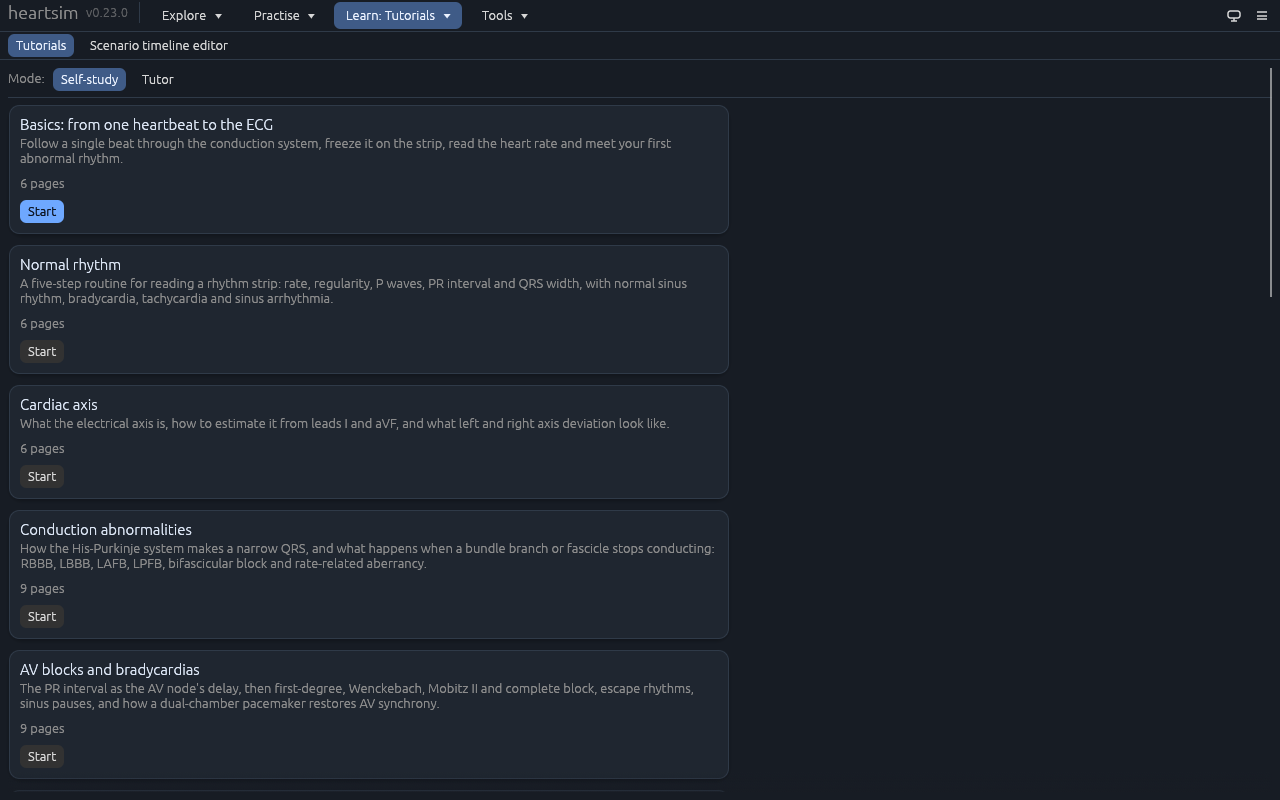 heartsim v0.23.0 Explore Practise Learn: Tutorials Tools
Tutorials Scenario timeline editor
Mode: Self-study Tutor
Basics: from one heartbeat to the ECG
Follow a single beat through the conduction system, freeze it on the strip, read the heart rate and meet your first
abnormal rhythm.
6 pages
Start
Normal rhythm
A five-step routine for reading a rhythm strip: rate, regularity, P waves, PR interval and QRS width, with normal sinus
rhythm, bradycardia, tachycardia and sinus arrhythmia.
6 pages
Start
Cardiac axis
What the electrical axis is, how to estimate it from leads I and aVF, and what left and right axis deviation look like.
6 pages
Start
Conduction abnormalities
How the His-Purkinje system makes a narrow QRS, and what happens when a bundle branch or fascicle stops conducting:
RBBB, LBBB, LAFB, LPFB, bifascicular block and rate-related aberrancy.
9 pages
Start
AV blocks and bradycardias
The PR interval as the AV node's delay, then first-degree, Wenckebach, Mobitz II and complete block, escape rhythms,
sinus pauses, and how a dual-chamber pacemaker restores AV synchrony.
9 pages
Start